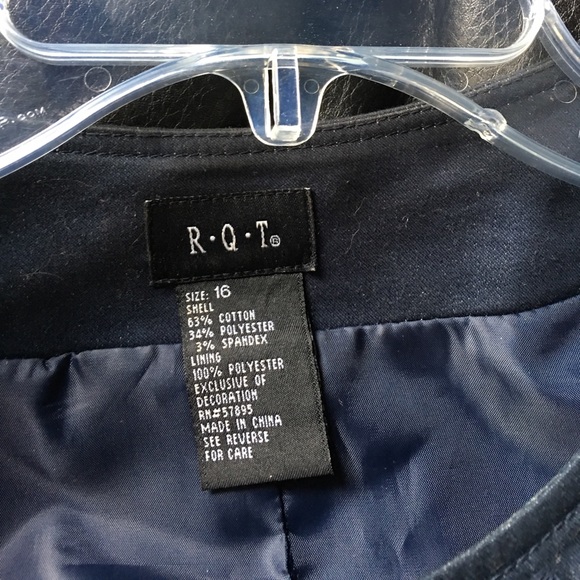 R·Q·T®
SIZE: 16
SHELL
63% COTTON
34% POLYESTER
3% SPANDEX
LINING
100% POLYESTER
EXCLUSIVE OF
DECORATION
RN#57895
MADE IN CHINA
SEE REVERSE
FOR CARE